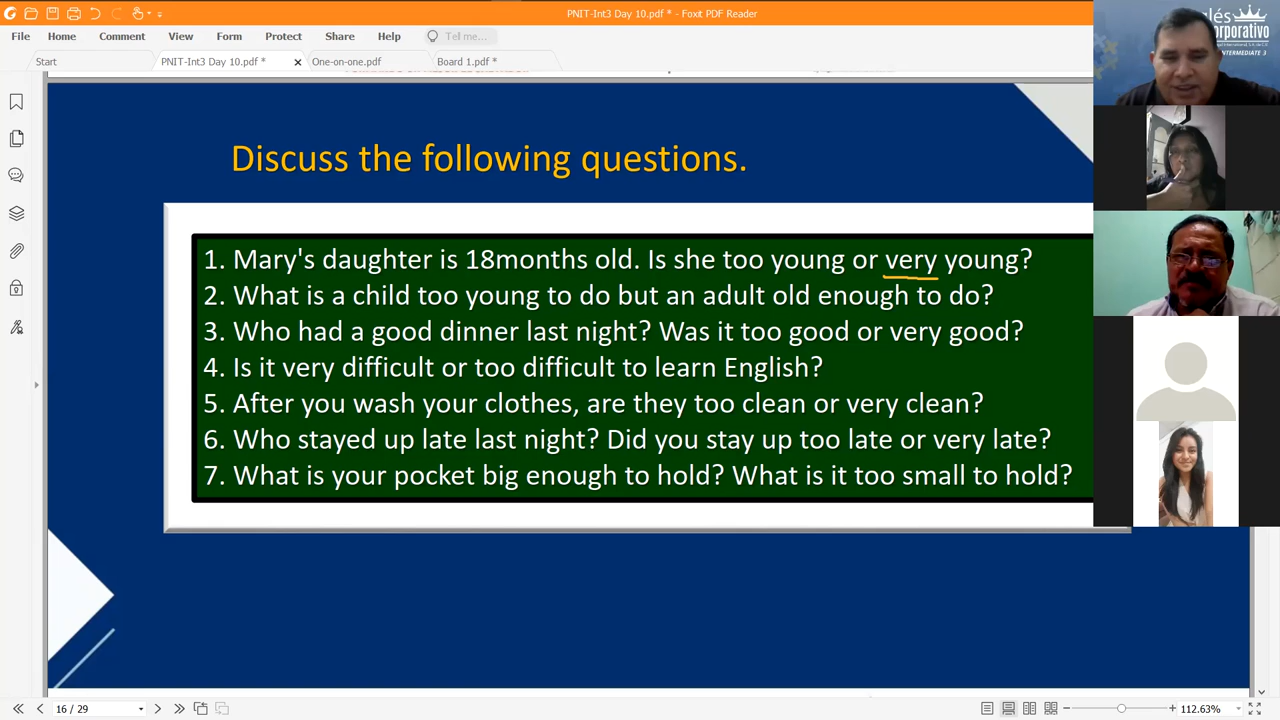 PNIT-Int3 Day 10.pdf * - Foxit PDF Reader
File Home Comment View Form Protect Share Help Tell me...
Start PNIT-Int3 Day 10.pdf * One-on-one.pdf Board 1.pdf *
glés
orporativo
INTERMEDIATE 3
Discuss the following questions.
1. Mary's daughter is 18months old. Is she too young or very young?
2. What is a child too young to do but an adult old enough to do?
3. Who had a good dinner last night? Was it too good or very good?
4. Is it very difficult or too difficult to learn English?
5. After you wash your clothes, are they too clean or very clean?
6. Who stayed up late last night? Did you stay up too late or very late?
7. What is your pocket big enough to hold? What is it too small to hold?
16 / 29 112.63%